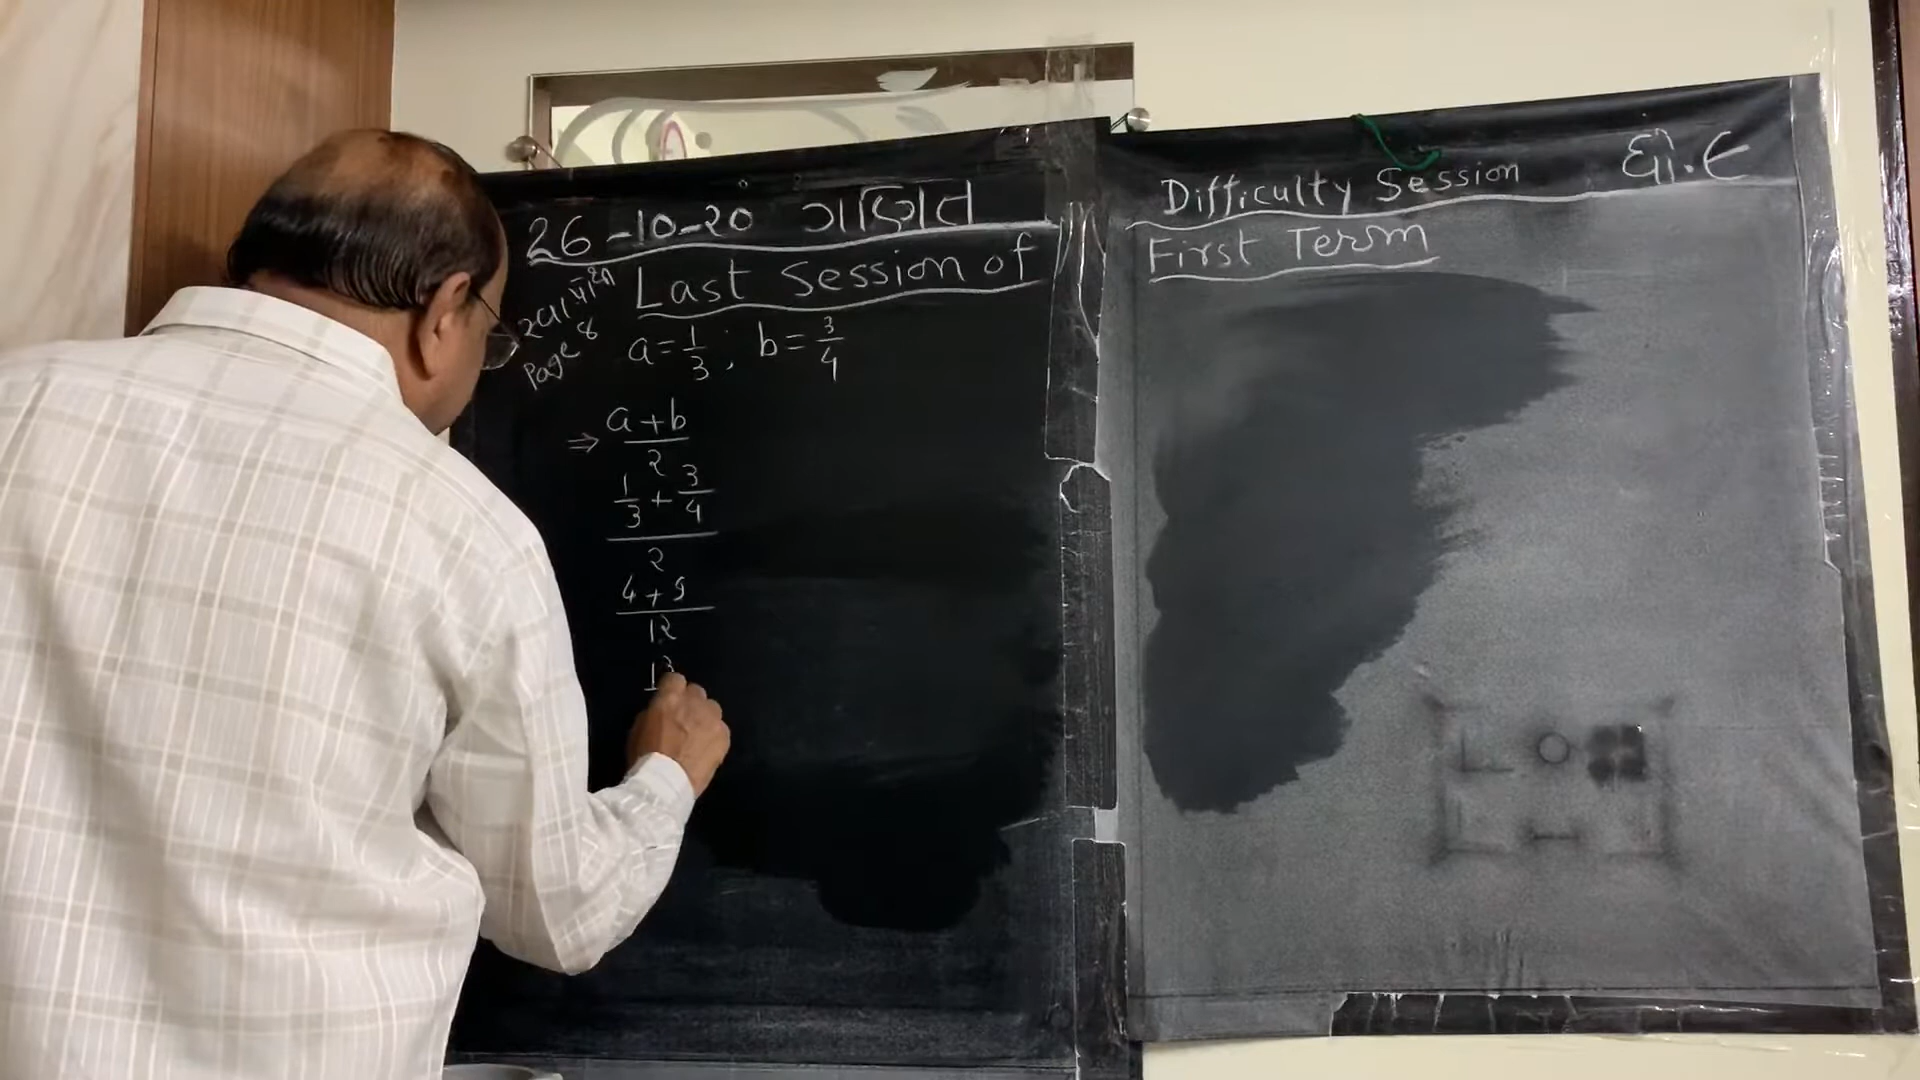 26-10-20 ગણિત
Last Session of
Page 8
a = 1/3 ; b = 3/4
⇒ (a + b)/2
(1/3 + 3/4)/2
(4 + 9)/12
13
Difficulty Session ધો. ૯
First Term